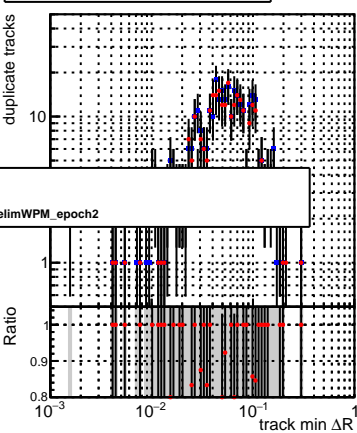 duplicate tracks
10
elimWPM_epoch2
1
Ratio
1
0.9
0.8
10−3
10−2
10−1
1
track min ΔR